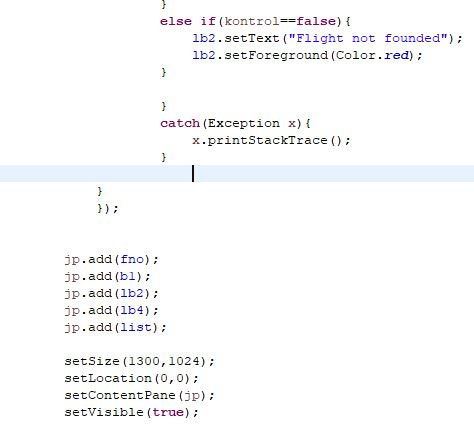 }
else if(kontrol==false){
lb2.setText("Flight not founded");
lb2.setForeground(Color.red);
}
}
catch(Exception x){
x.printStackTrace();
}
}
});
jp.add(fno);
jp.add(b1);
jp.add(lb2);
jp.add(lb4);
jp.add(list);
setSize(1300,1024);
setLocation(0,0);
setContentPane(jp);
setVisible(true);